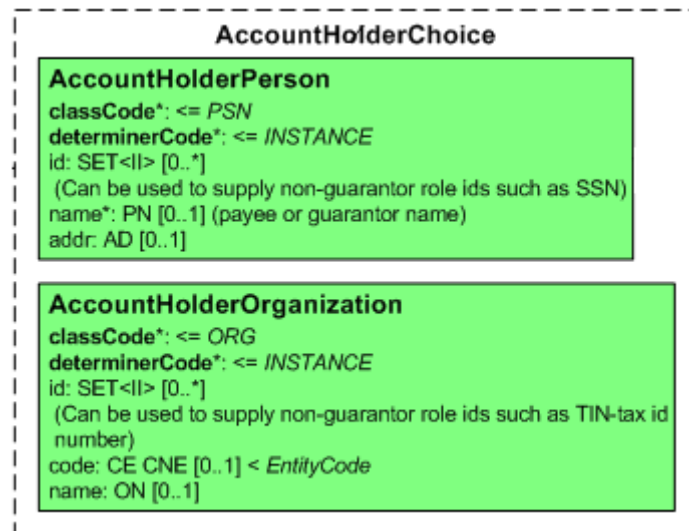 AccountHolderChoice
AccountHolderPerson
classCode*: <= PSN
determinerCode*: <= INSTANCE
id: SET<II> [0..*]
(Can be used to supply non-guarantor role ids such as SSN)
name*: PN [0..1] (payee or guarantor name)
addr: AD [0..1]
AccountHolderOrganization
classCode*: <= ORG
determinerCode*: <= INSTANCE
id: SET<II> [0..*]
(Can be used to supply non-guarantor role ids such as TIN-tax id
number)
code: CE CNE [0..1] < EntityCode
name: ON [0..1]